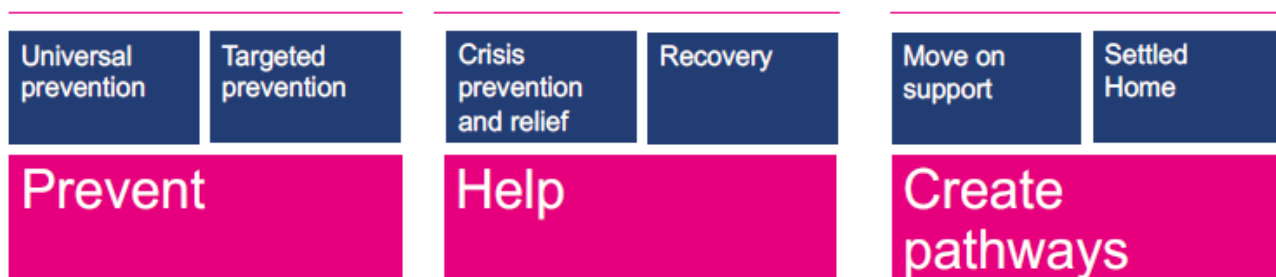 Universal
prevention
Targeted
prevention
Crisis
prevention
and relief
Recovery
Move on
support
Settled
Home
Prevent
Help
Create
pathways